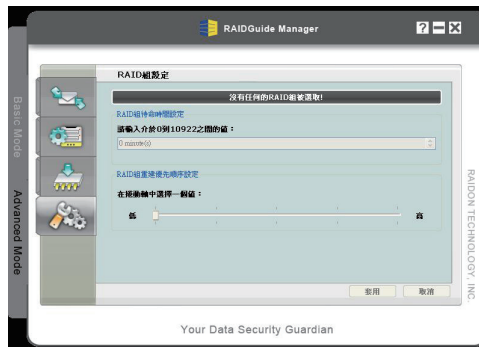 RAIDGuide Manager
RAID組設定
沒有任何的RAID組被選取!
RAID組待命時間設定
請輸入介於0到10922之間的值：
0 minute(s)
RAID組重建優先順序設定
在捲動軸中選擇一個值：
低
高
套用
取消
Your Data Security Guardian
Basic Mode
Advanced Mode
RAIDON TECHNOLOGY, INC.